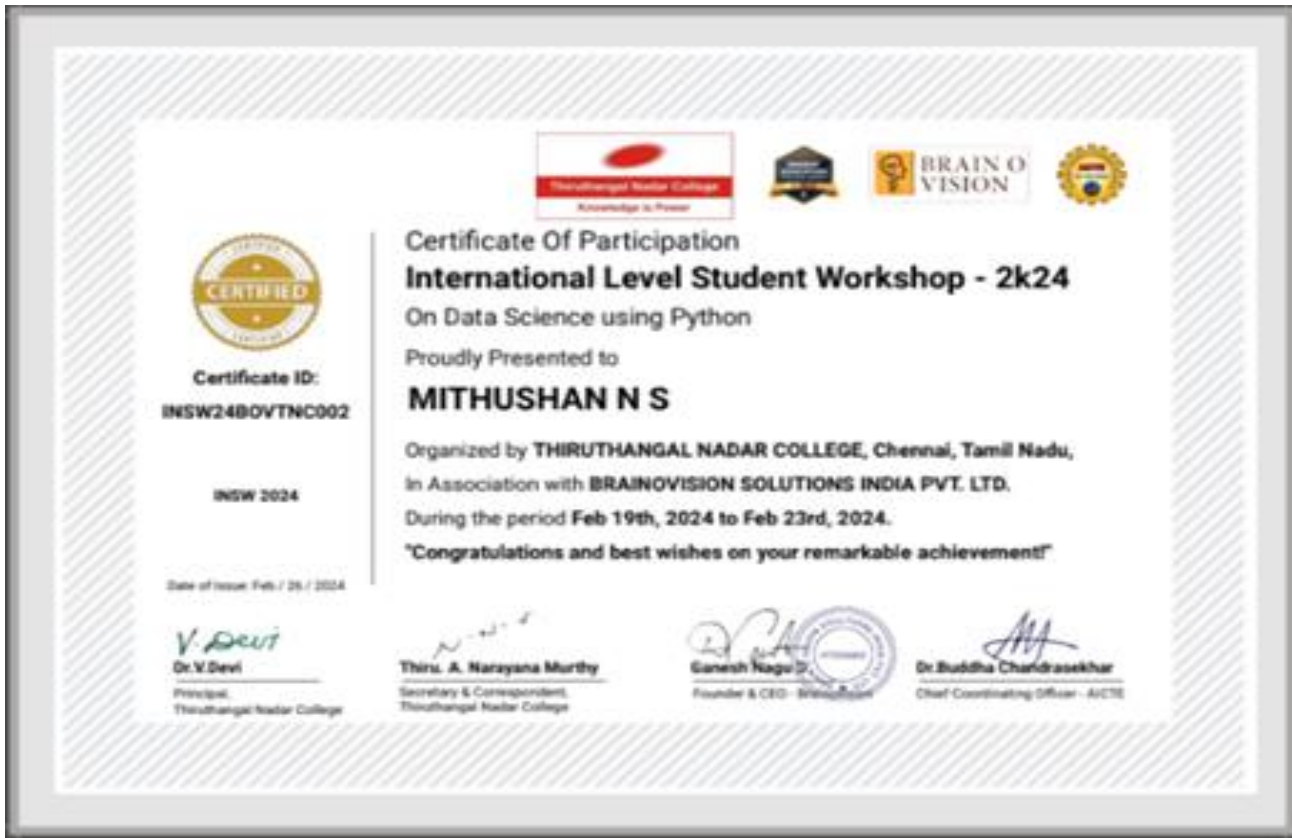 Thiruthangal Nadar College
Knowledge is Power
BRAIN O
VISION
CERTIFIED
Certificate ID:
INSW24BOVTNC002
INSW 2024
Date of Issue: Feb / 26 / 2024
Certificate Of Participation
International Level Student Workshop - 2k24
On Data Science using Python
Proudly Presented to
MITHUSHAN N S
Organized by THIRUTHANGAL NADAR COLLEGE, Chennai, Tamil Nadu,
In Association with BRAINOVISION SOLUTIONS INDIA PVT. LTD.
During the period Feb 19th, 2024 to Feb 23rd, 2024.
"Congratulations and best wishes on your remarkable achievement!"
V. Devi
Dr.V.Devi
Principal,
Thiruthangal Nadar College
Thiru. A. Narayana Murthy
Secretary & Correspondent,
Thiruthangal Nadar College
Ganesh Nagu
Founder & CEO -
Dr.Buddha Chandrasekhar
Chief Coordinating Officer - AICTE